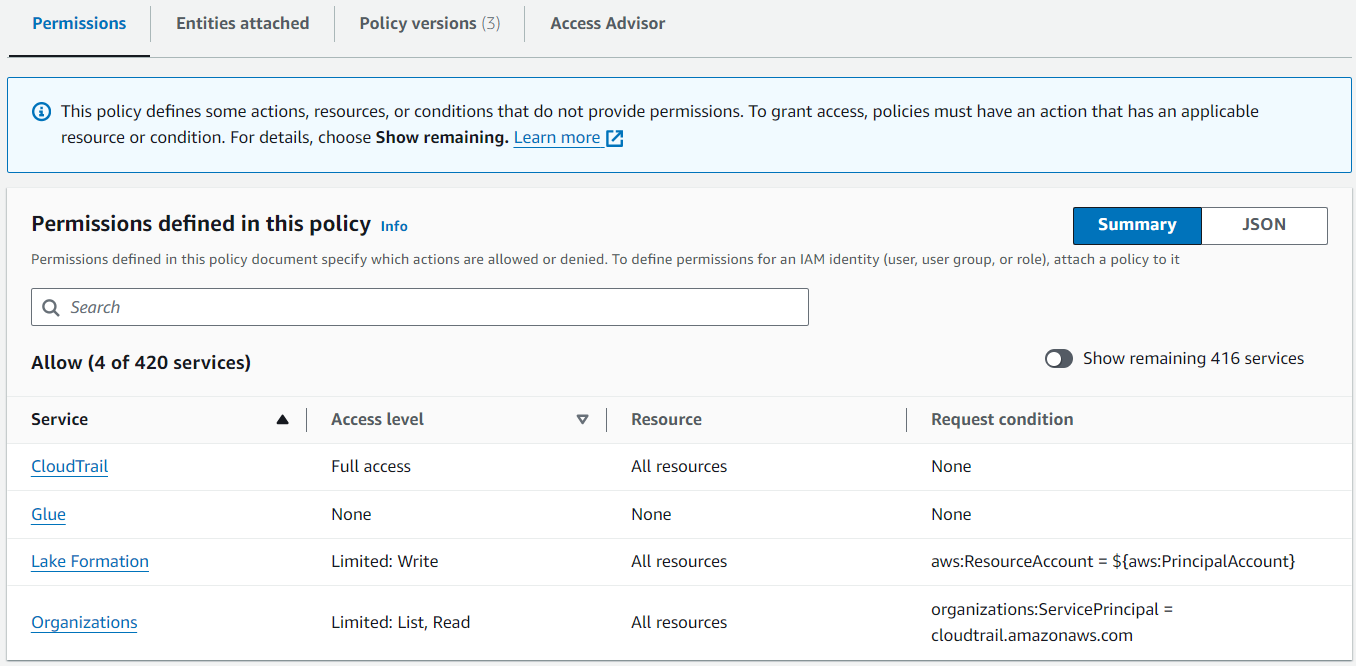 Permissions
Entities attached
Policy versions (3)
Access Advisor
This policy defines some actions, resources, or conditions that do not provide permissions. To grant access, policies must have an action that has an applicable
resource or condition. For details, choose Show remaining. Learn more
Permissions defined in this policy Info
Summary
JSON
Permissions defined in this policy document specify which actions are allowed or denied. To define permissions for an IAM identity (user, user group, or role), attach a policy to it
Search
Allow (4 of 420 services)
Show remaining 416 services
Service Access level Resource Request condition
CloudTrail Full access All resources None
Glue None None None
Lake Formation Limited: Write All resources aws:ResourceAccount = ${aws:PrincipalAccount}
Organizations Limited: List, Read All resources organizations:ServicePrincipal =
cloudtrail.amazonaws.com